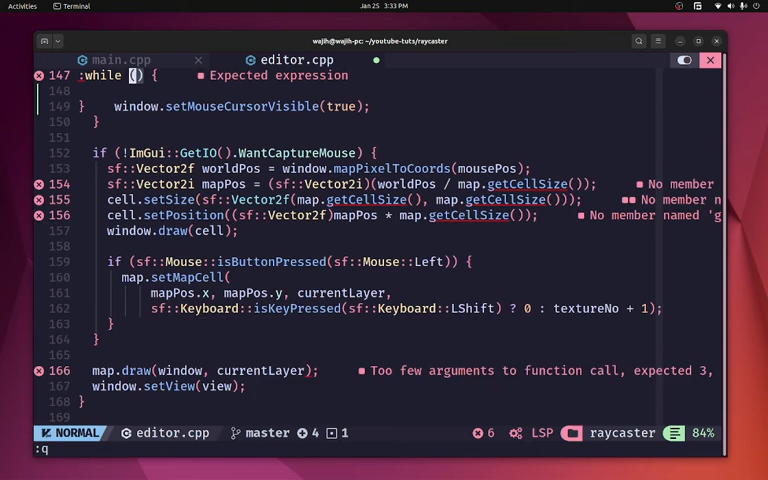 Activities Terminal Jan 25 3:33 PM
wajih@wajih-pc: ~/youtube-tuts/raycaster
main.cpp editor.cpp
147 :while () { Expected expression
148
149 } window.setMouseCursorVisible(true);
150 }
151
152 if (!ImGui::GetIO().WantCaptureMouse) {
153 sf::Vector2f worldPos = window.mapPixelToCoords(mousePos);
154 sf::Vector2i mapPos = (sf::Vector2i)(worldPos / map.getCellSize()); No member
155 cell.setSize(sf::Vector2f(map.getCellSize(), map.getCellSize())); No member n
156 cell.setPosition((sf::Vector2f)mapPos * map.getCellSize()); No member named 'g
157 window.draw(cell);
158
159 if (sf::Mouse::isButtonPressed(sf::Mouse::Left)) {
160 map.setMapCell(
161 mapPos.x, mapPos.y, currentLayer,
162 sf::Keyboard::isKeyPressed(sf::Keyboard::LShift) ? 0 : textureNo + 1);
163 }
164 }
165
166 map.draw(window, currentLayer); Too few arguments to function call, expected 3,
167 window.setView(view);
168 }
169
NORMAL editor.cpp master 4 1 6 LSP raycaster 84%
:q